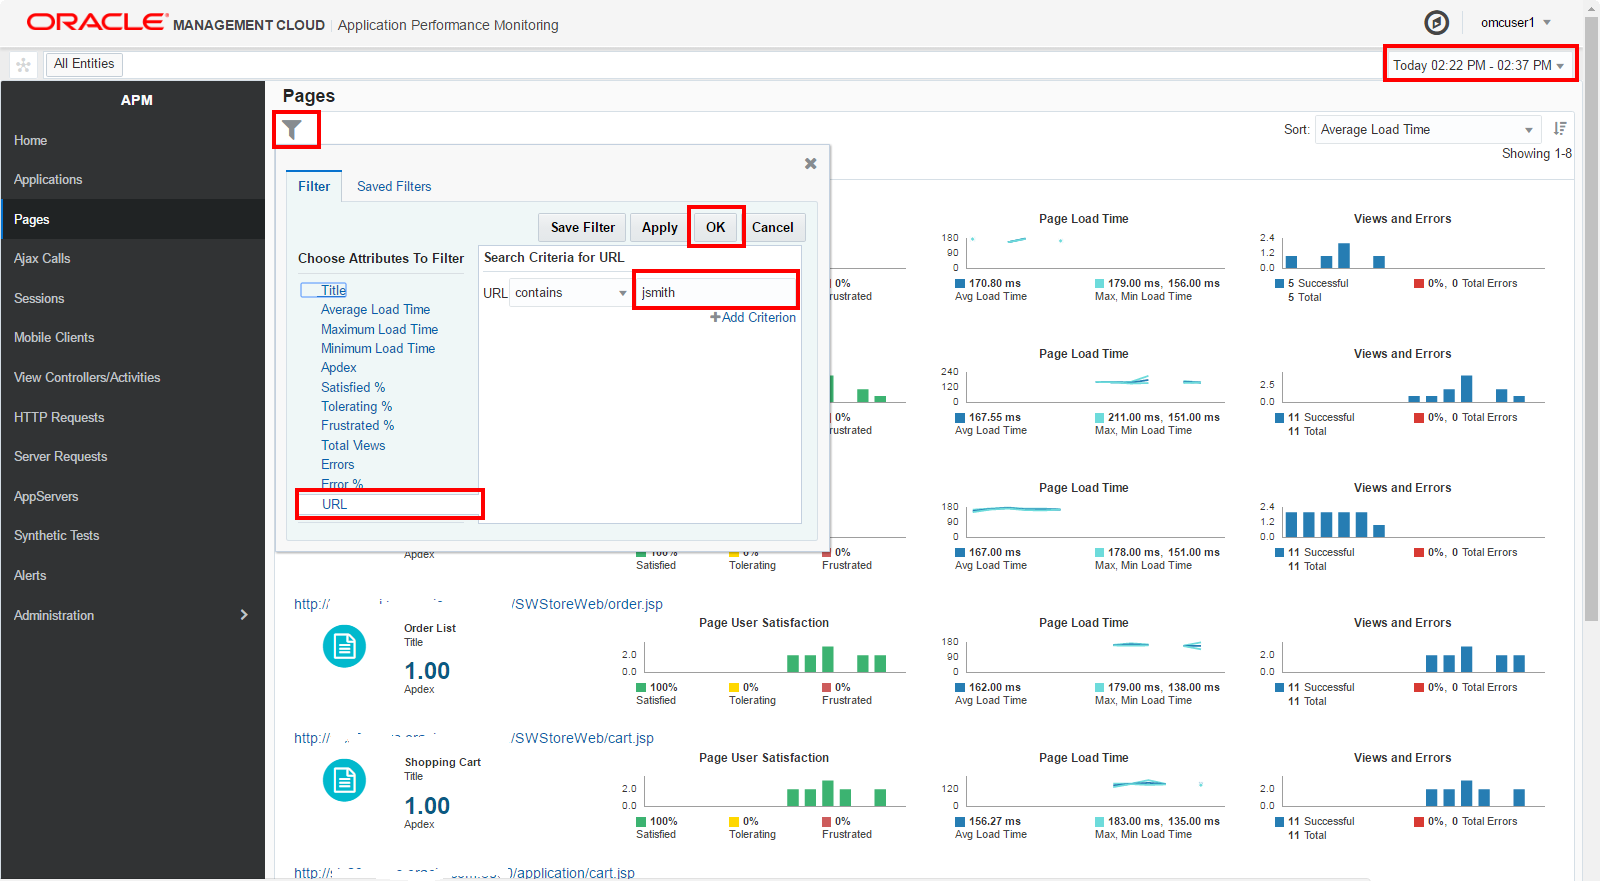 ORACLE MANAGEMENT CLOUD Application Performance Monitoring
omcuser1
All Entities
Today 02:22 PM - 02:37 PM
APM
Home
Applications
Pages
Ajax Calls
Sessions
Mobile Clients
View Controllers/Activities
HTTP Requests
Server Requests
AppServers
Synthetic Tests
Alerts
Administration
Pages
Sort: Average Load Time
Showing 1-8
Filter Saved Filters
Save Filter Apply OK Cancel
Choose Attributes To Filter
Title
Average Load Time
Maximum Load Time
Minimum Load Time
Apdex
Satisfied %
Tolerating %
Frustrated %
Total Views
Errors
Error %
URL
Search Criteria for URL
URL contains jsmith
Add Criterion
Page Load Time Views and Errors
180 2.4
90 1.2
0 0.0
0% 170.80 ms 179.00 ms, 156.00 ms 5 Successful 0%, 0 Total Errors
rustrated Avg Load Time Max, Min Load Time 5 Total
Page Load Time Views and Errors
240
120 2.5
0 0.0
0% 167.55 ms 211.00 ms, 151.00 ms 11 Successful 0%, 0 Total Errors
rustrated Avg Load Time Max, Min Load Time 11 Total
Page Load Time Views and Errors
180 2.4
90 1.2
0 0.0
Apdex 100% 0% 0% 167.00 ms 178.00 ms, 151.00 ms 11 Successful 0%, 0 Total Errors
Satisfied Tolerating Frustrated Avg Load Time Max, Min Load Time 11 Total
http:// /SWStoreWeb/order.jsp
Order List Page User Satisfaction Page Load Time Views and Errors
Title 180
2.0 90 2.0
1.00 0.0 0 0.0
Apdex 100% 0% 0% 162.00 ms 179.00 ms, 138.00 ms 11 Successful 0%, 0 Total Errors
Satisfied Tolerating Frustrated Avg Load Time Max, Min Load Time 11 Total
http:// /SWStoreWeb/cart.jsp
Shopping Cart Page User Satisfaction Page Load Time Views and Errors
Title
2.0 120 2.0
1.00 0.0 0 0.0
Apdex 100% 0% 0% 156.27 ms 183.00 ms, 135.00 ms 11 Successful 0%, 0 Total Errors
Satisfied Tolerating Frustrated Avg Load Time Max, Min Load Time 11 Total
/application/cart.jsp